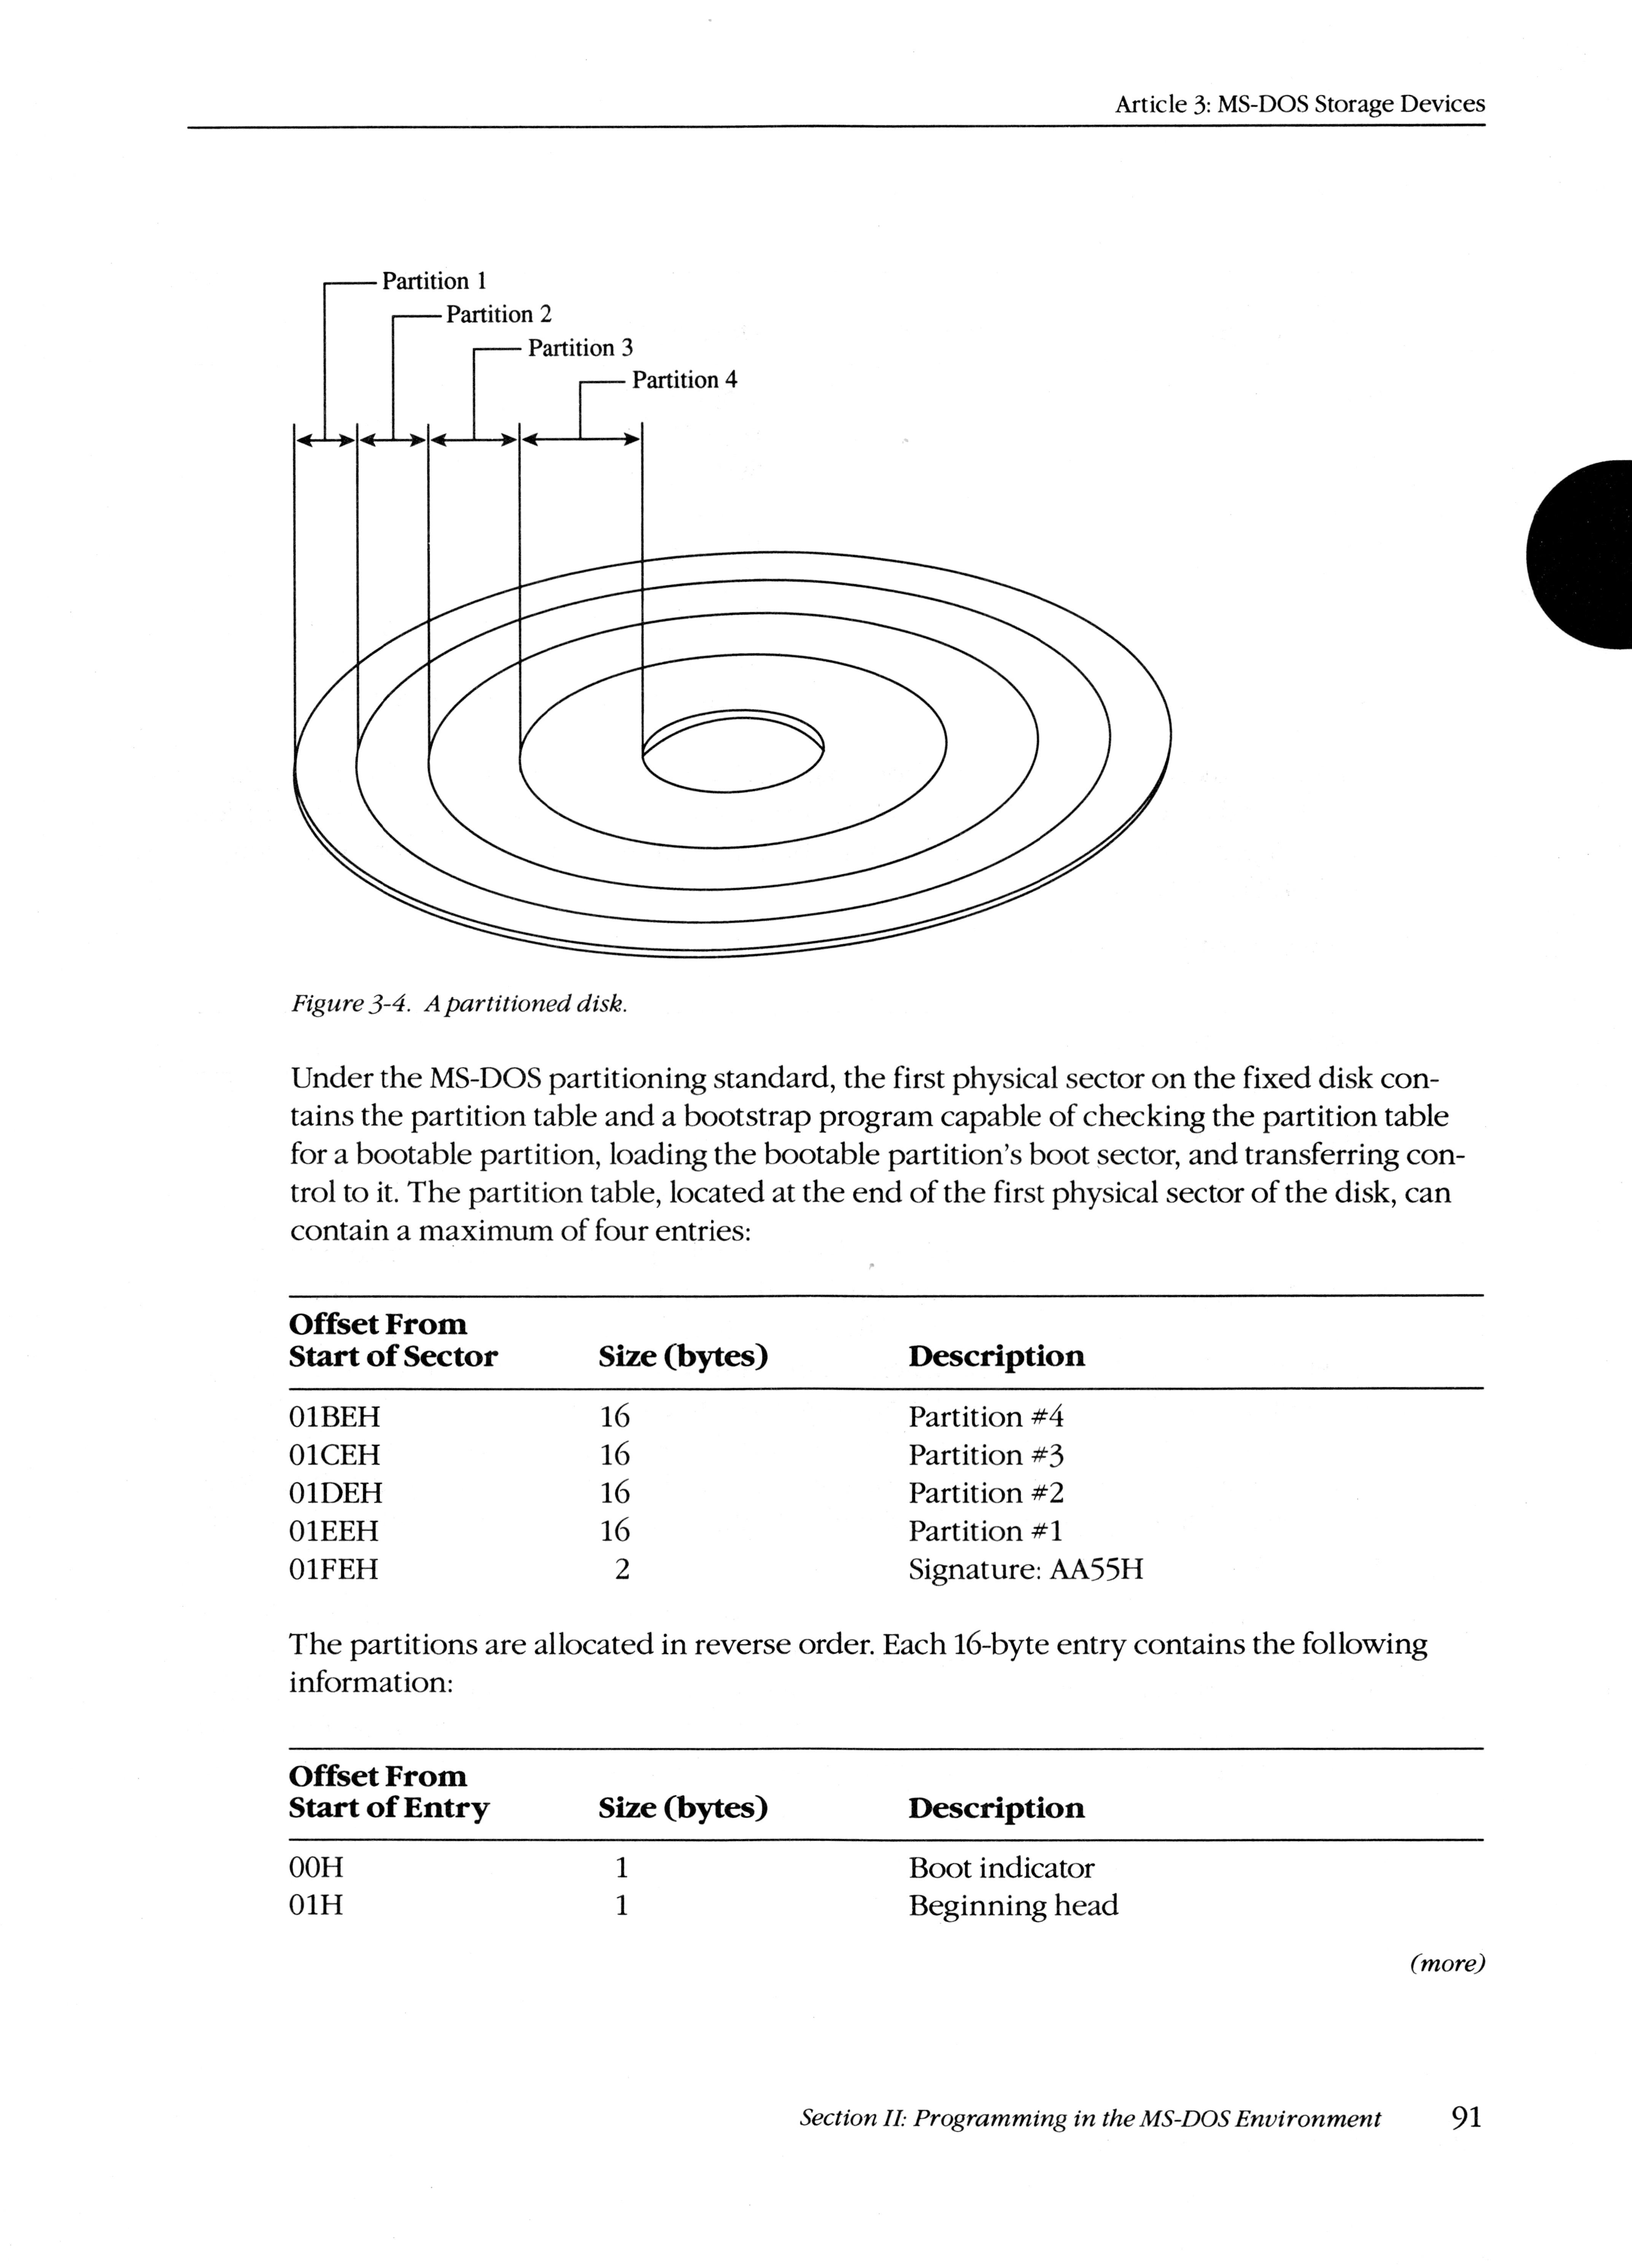 Article 3: MS-DOS Storage Devices
Partition 1
Partition 2
Partition 3
Partition 4
Figure 3-4. A partitioned disk.
Under the MS-DOS partitioning standard, the first physical sector on the fixed disk con-
tains the partition table and a bootstrap program capable of checking the partition table
for a bootable partition, loading the bootable partition's boot sector, and transferring con-
trol to it. The partition table, located at the end of the first physical sector of the disk, can
contain a maximum of four entries:
Offset From
Start of Sector Size (bytes) Description
01BEH 16 Partition #4
01CEH 16 Partition #3
01DEH 16 Partition #2
01EEH 16 Partition #1
01FEH 2 Signature: AA55H
The partitions are allocated in reverse order. Each 16-byte entry contains the following
information:
Offset From
Start of Entry Size (bytes) Description
00H 1 Boot indicator
01H 1 Beginning head
(more)
Section II: Programming in the MS-DOS Environment 91